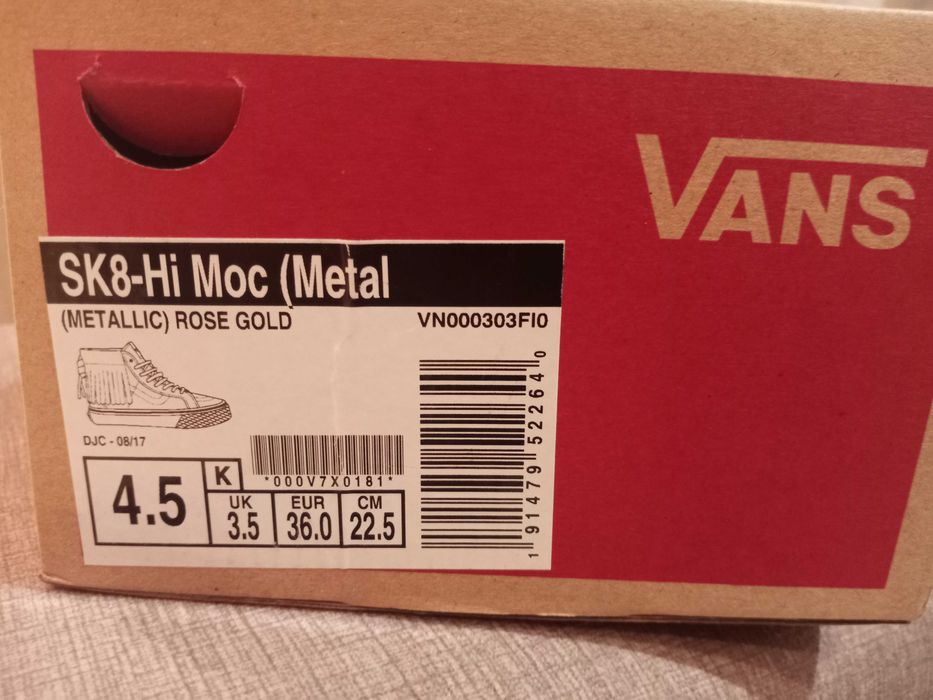 VANS
SK8-Hi Moc (Metal
(METALLIC) ROSE GOLD
VN000303FI0
DJC - 08/17
4.5
K
*000V7X0181*
UK
3.5
EUR
36.0
CM
22.5
1 91479 52264 0